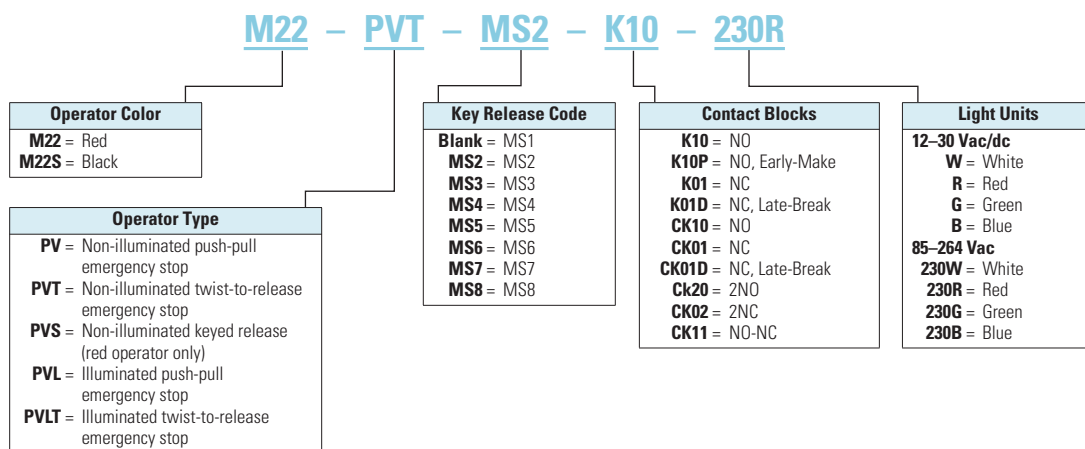 M22 – PVT – MS2 – K10 – 230R
Operator Color
M22 = Red
M22S = Black
Operator Type
PV = Non-illuminated push-pull
emergency stop
PVT = Non-illuminated twist-to-release
emergency stop
PVS = Non-illuminated keyed release
(red operator only)
PVL = Illuminated push-pull
emergency stop
PVLT = Illuminated twist-to-release
emergency stop
Key Release Code
Blank = MS1
MS2 = MS2
MS3 = MS3
MS4 = MS4
MS5 = MS5
MS6 = MS6
MS7 = MS7
MS8 = MS8
Contact Blocks
K10 = NO
K10P = NO, Early-Make
K01 = NC
K01D = NC, Late-Break
CK10 = NO
CK01 = NC
CK01D = NC, Late-Break
Ck20 = 2NO
CK02 = 2NC
CK11 = NO-NC
Light Units
12–30 Vac/dc
W = White
R = Red
G = Green
B = Blue
85–264 Vac
230W = White
230R = Red
230G = Green
230B = Blue